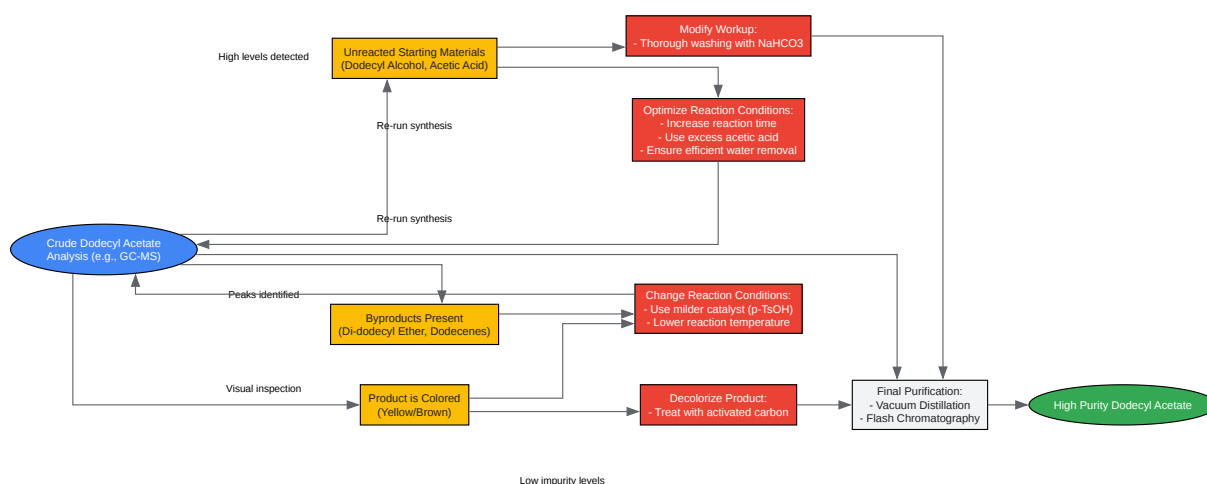 Modify Workup:
- Thorough washing with NaHCO3
High levels detected
Unreacted Starting Materials
(Dodecyl Alcohol, Acetic Acid)
Optimize Reaction Conditions:
- Increase reaction time
- Use excess acetic acid
- Ensure efficient water removal
Re-run synthesis
Re-run synthesis
Crude Dodecyl Acetate
Analysis (e.g., GC-MS)
Peaks identified
Change Reaction Conditions:
- Use milder catalyst (p-TsOH)
- Lower reaction temperature
Byproducts Present
(Di-dodecyl Ether, Dodecenes)
Visual inspection
Product is Colored
(Yellow/Brown)
Decolorize Product:
- Treat with activated carbon
Final Purification:
- Vacuum Distillation
- Flash Chromatography
High Purity Dodecyl Acetate
Low impurity levels